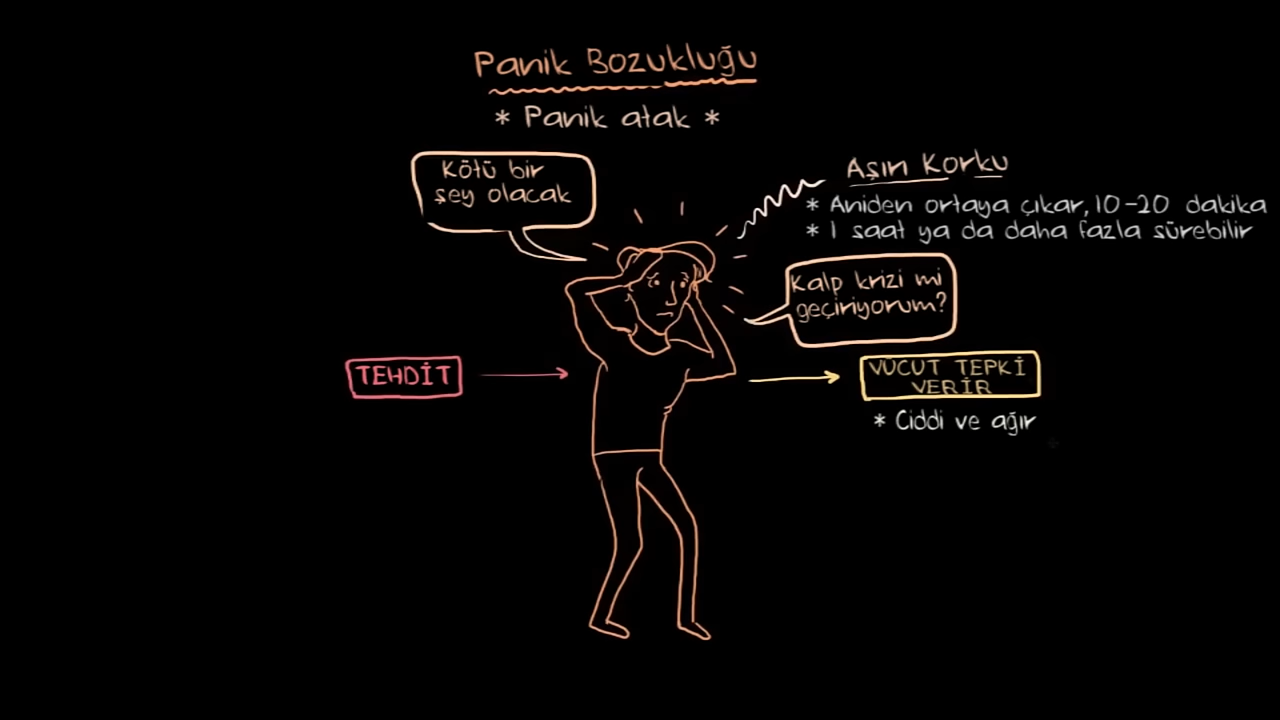 Panik Bozukluğu
* Panik atak *
Kötü bir
şey olacak
Aşırı Korku
* Aniden ortaya çıkar, 10-20 dakika
* 1 saat ya da daha fazla sürebilir
Kalp krizi mi
geçiriyorum?
TEHDİT
VÜCUT TEPKİ
VERİR
* Ciddi ve ağır